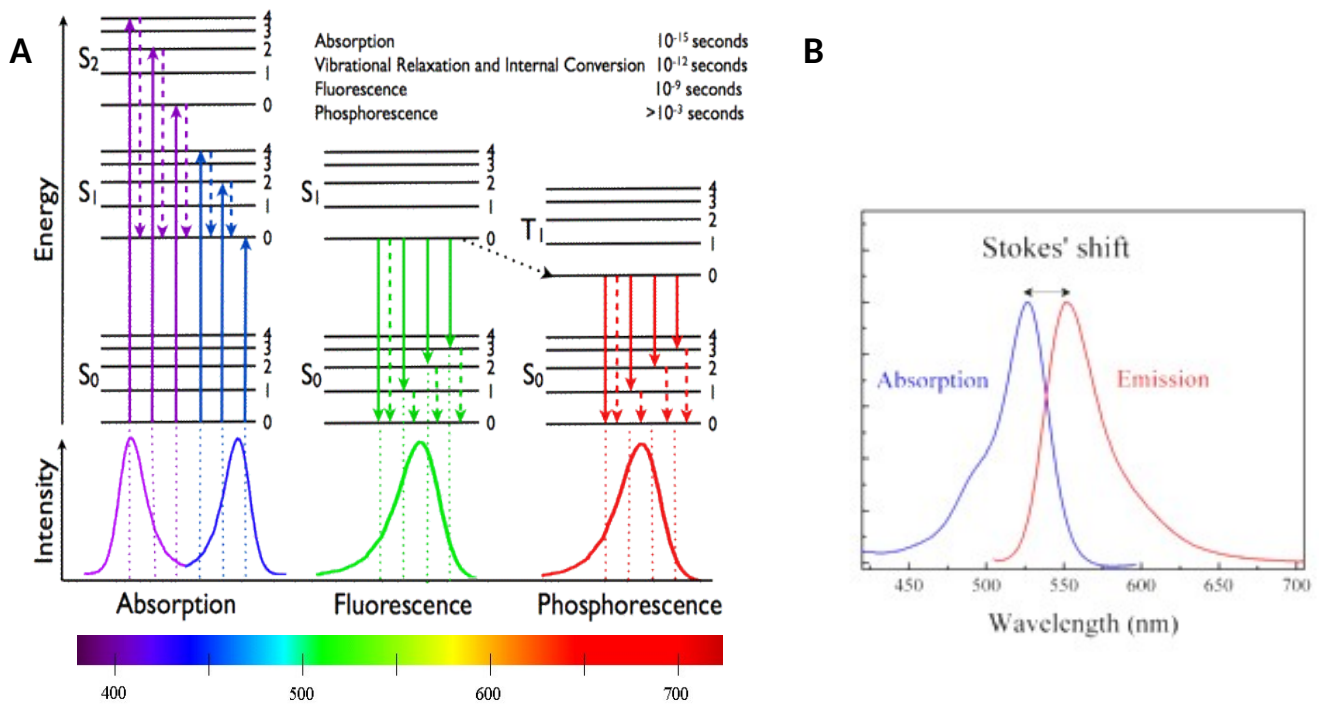 A
Energy
S2
4
3
2
1
0
S1
4
3
2
1
0
S0
4
3
2
1
0
Absorption 10-15 seconds
Vibrational Relaxation and Internal Conversion 10-12 seconds
Fluorescence 10-9 seconds
Phosphorescence >10-3 seconds
S1
4
3
2
1
0
S0
4
3
2
1
0
T1
4
3
2
1
0
S0
4
3
2
1
0
Intensity
Absorption Fluorescence Phosphorescence
400 500 600 700
B
Stokes' shift
Absorption Emission
450 500 550 600 650 700
Wavelength (nm)